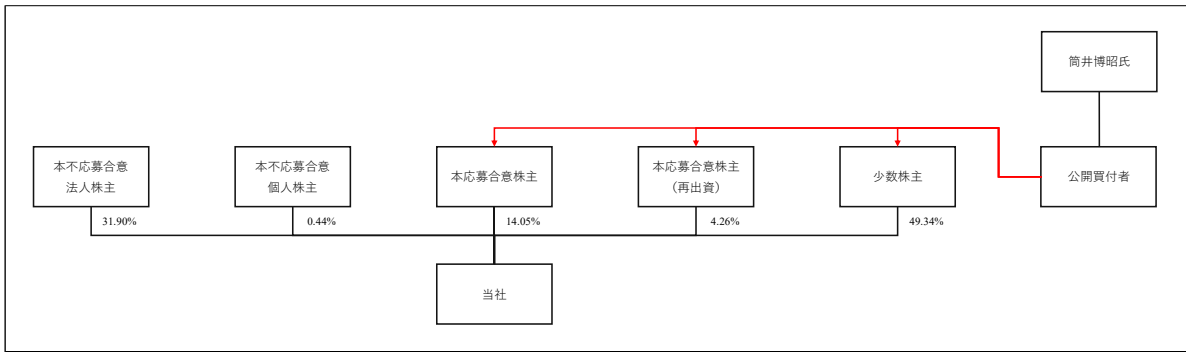 筒井博昭氏
本不応募合意
法人株主
本不応募合意
個人株主
本応募合意株主
本応募合意株主
(再出資)
少数株主
公開買付者
31.90%
0.44%
14.05%
4.26%
49.34%
当社